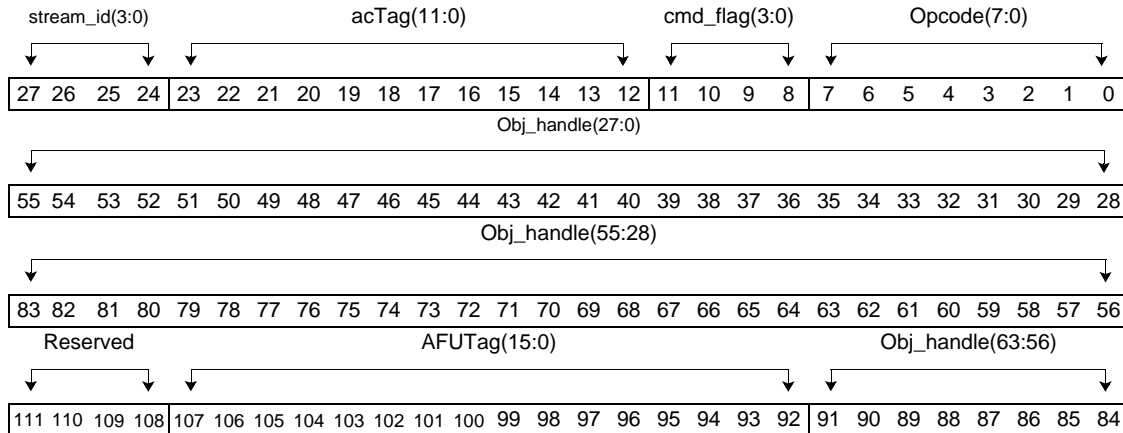 stream_id(3:0) acTag(11:0) cmd_flag(3:0) Opcode(7:0)
27 26 25 24 23 22 21 20 19 18 17 16 15 14 13 12 11 10 9 8 7 6 5 4 3 2 1 0
Obj_handle(27:0)
55 54 53 52 51 50 49 48 47 46 45 44 43 42 41 40 39 38 37 36 35 34 33 32 31 30 29 28
Obj_handle(55:28)
83 82 81 80 79 78 77 76 75 74 73 72 71 70 69 68 67 66 65 64 63 62 61 60 59 58 57 56
Reserved AFUTag(15:0) Obj_handle(63:56)
111 110 109 108 107 106 105 104 103 102 101 100 99 98 97 96 95 94 93 92 91 90 89 88 87 86 85 84